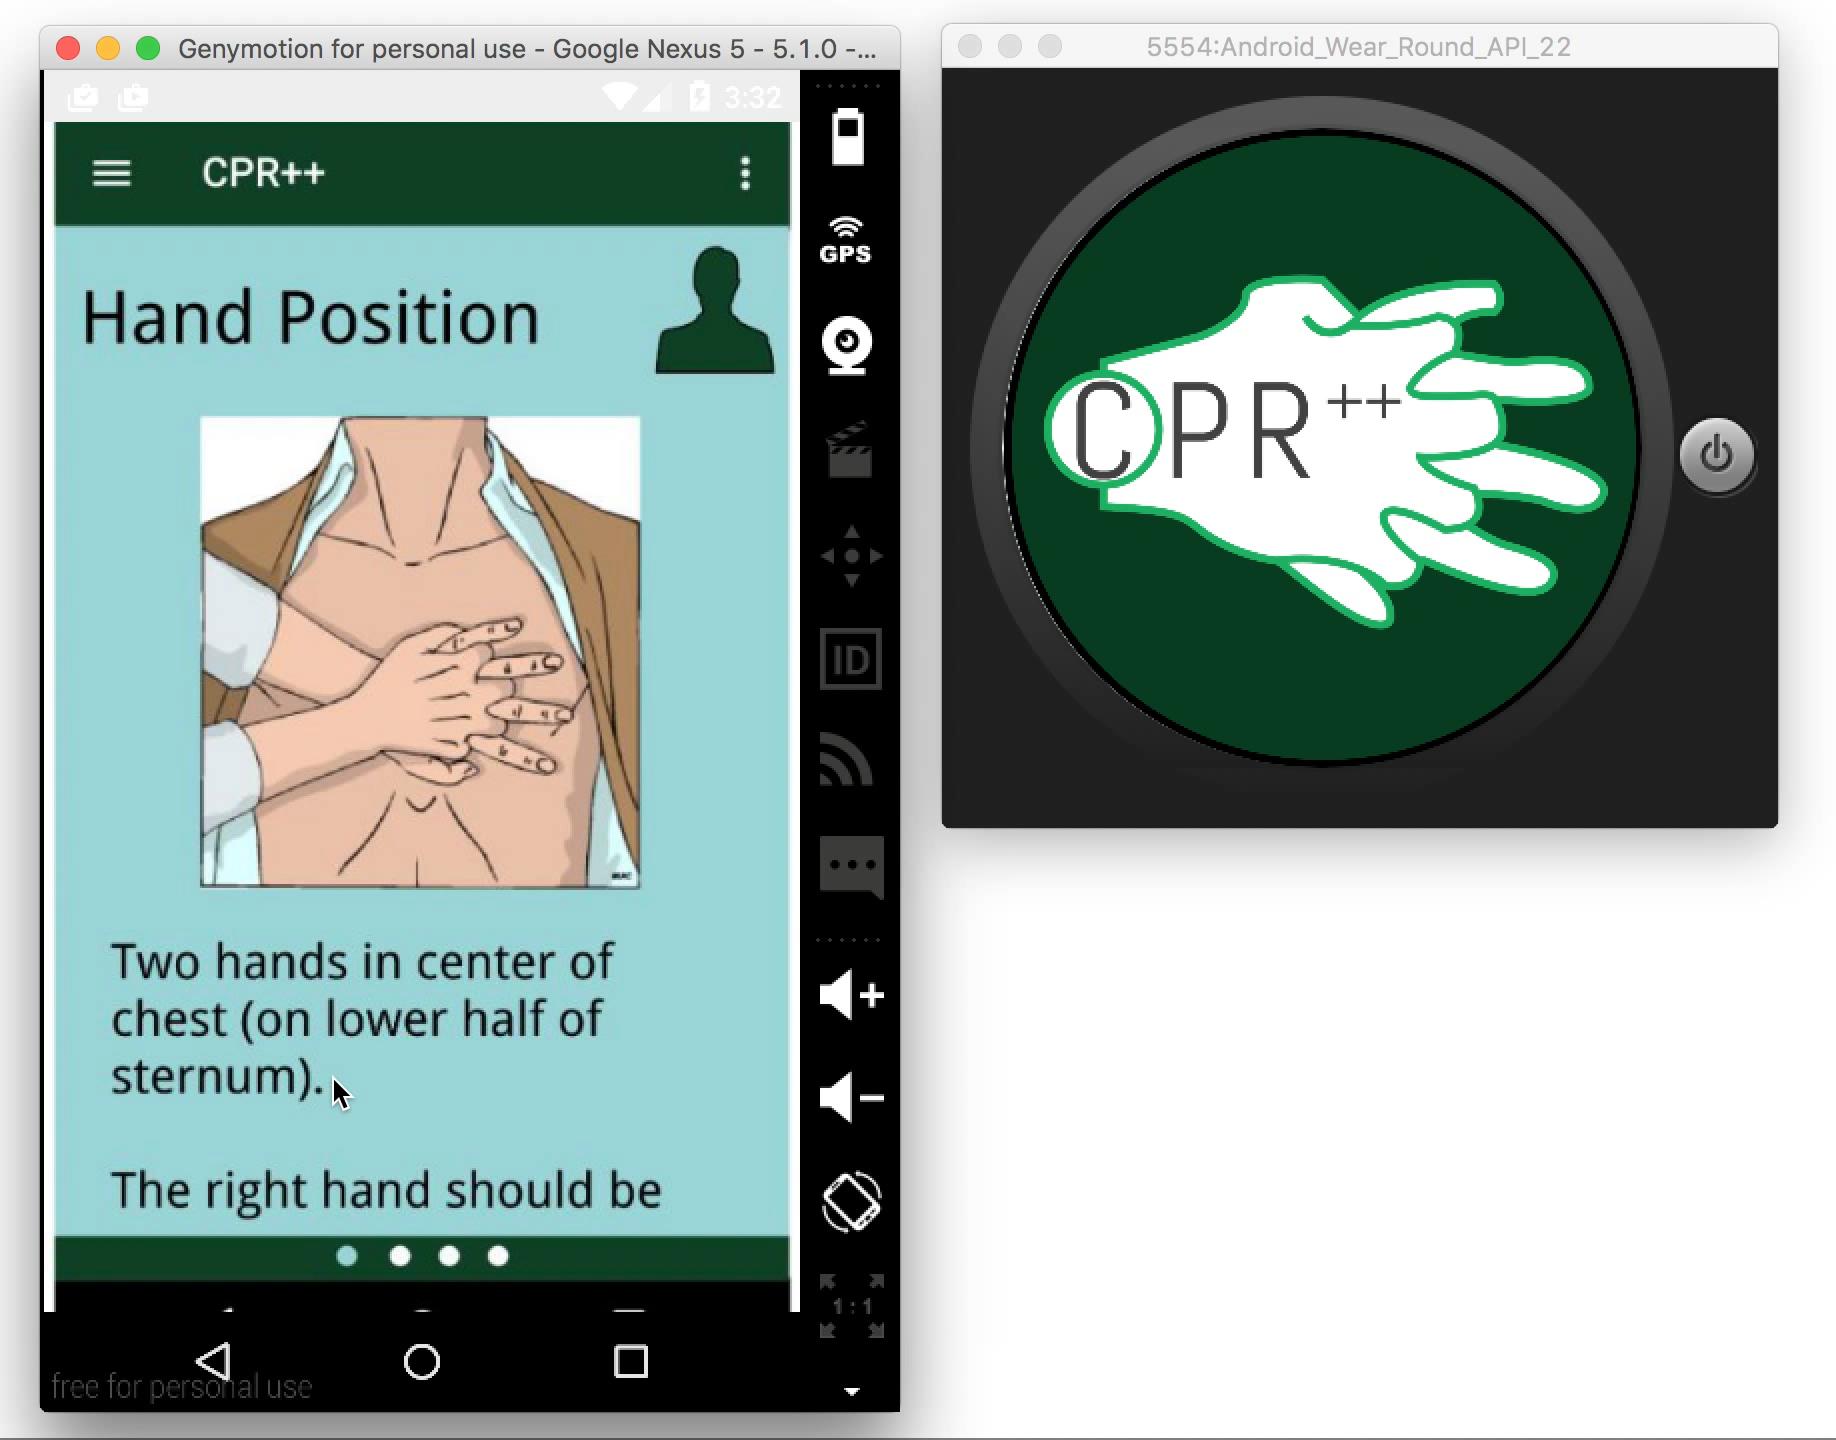 Genymotion for personal use - Google Nexus 5 - 5.1.0 -...
3:32
CPR++
GPS
Hand Position
ID
Two hands in center of
chest (on lower half of
sternum).
The right hand should be
1:1
free for personal use
5554:Android_Wear_Round_API_22
CPR++